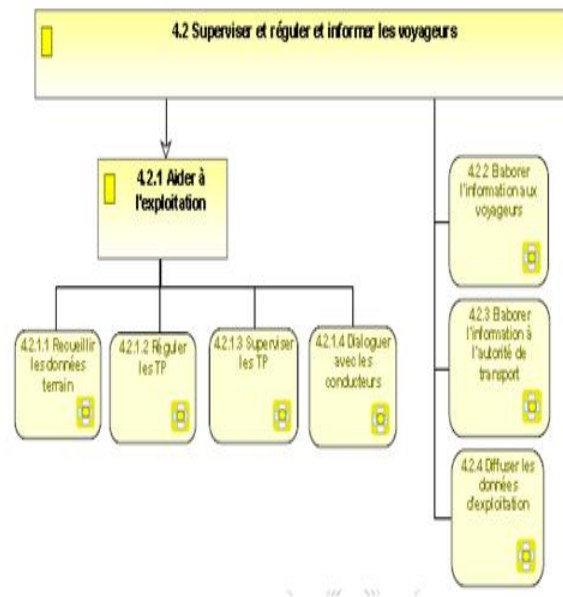 4.2 Superviser et réguler et informer les voyageurs
4.2.1 Aider à
l'exploitation
4.2.2 Elaborer
l'information aux
voyageurs
4.2.1.1 Recueillir
les données
terrain
4.2.1.2 Réguler
les TP
4.2.1.3 Superviser
les TP
4.2.1.4 Dialoguer
avec les
conducteurs
4.2.3 Elaborer
l'information à
l'autorité de
transport
4.2.4 Diffuser les
données
d'exploitation